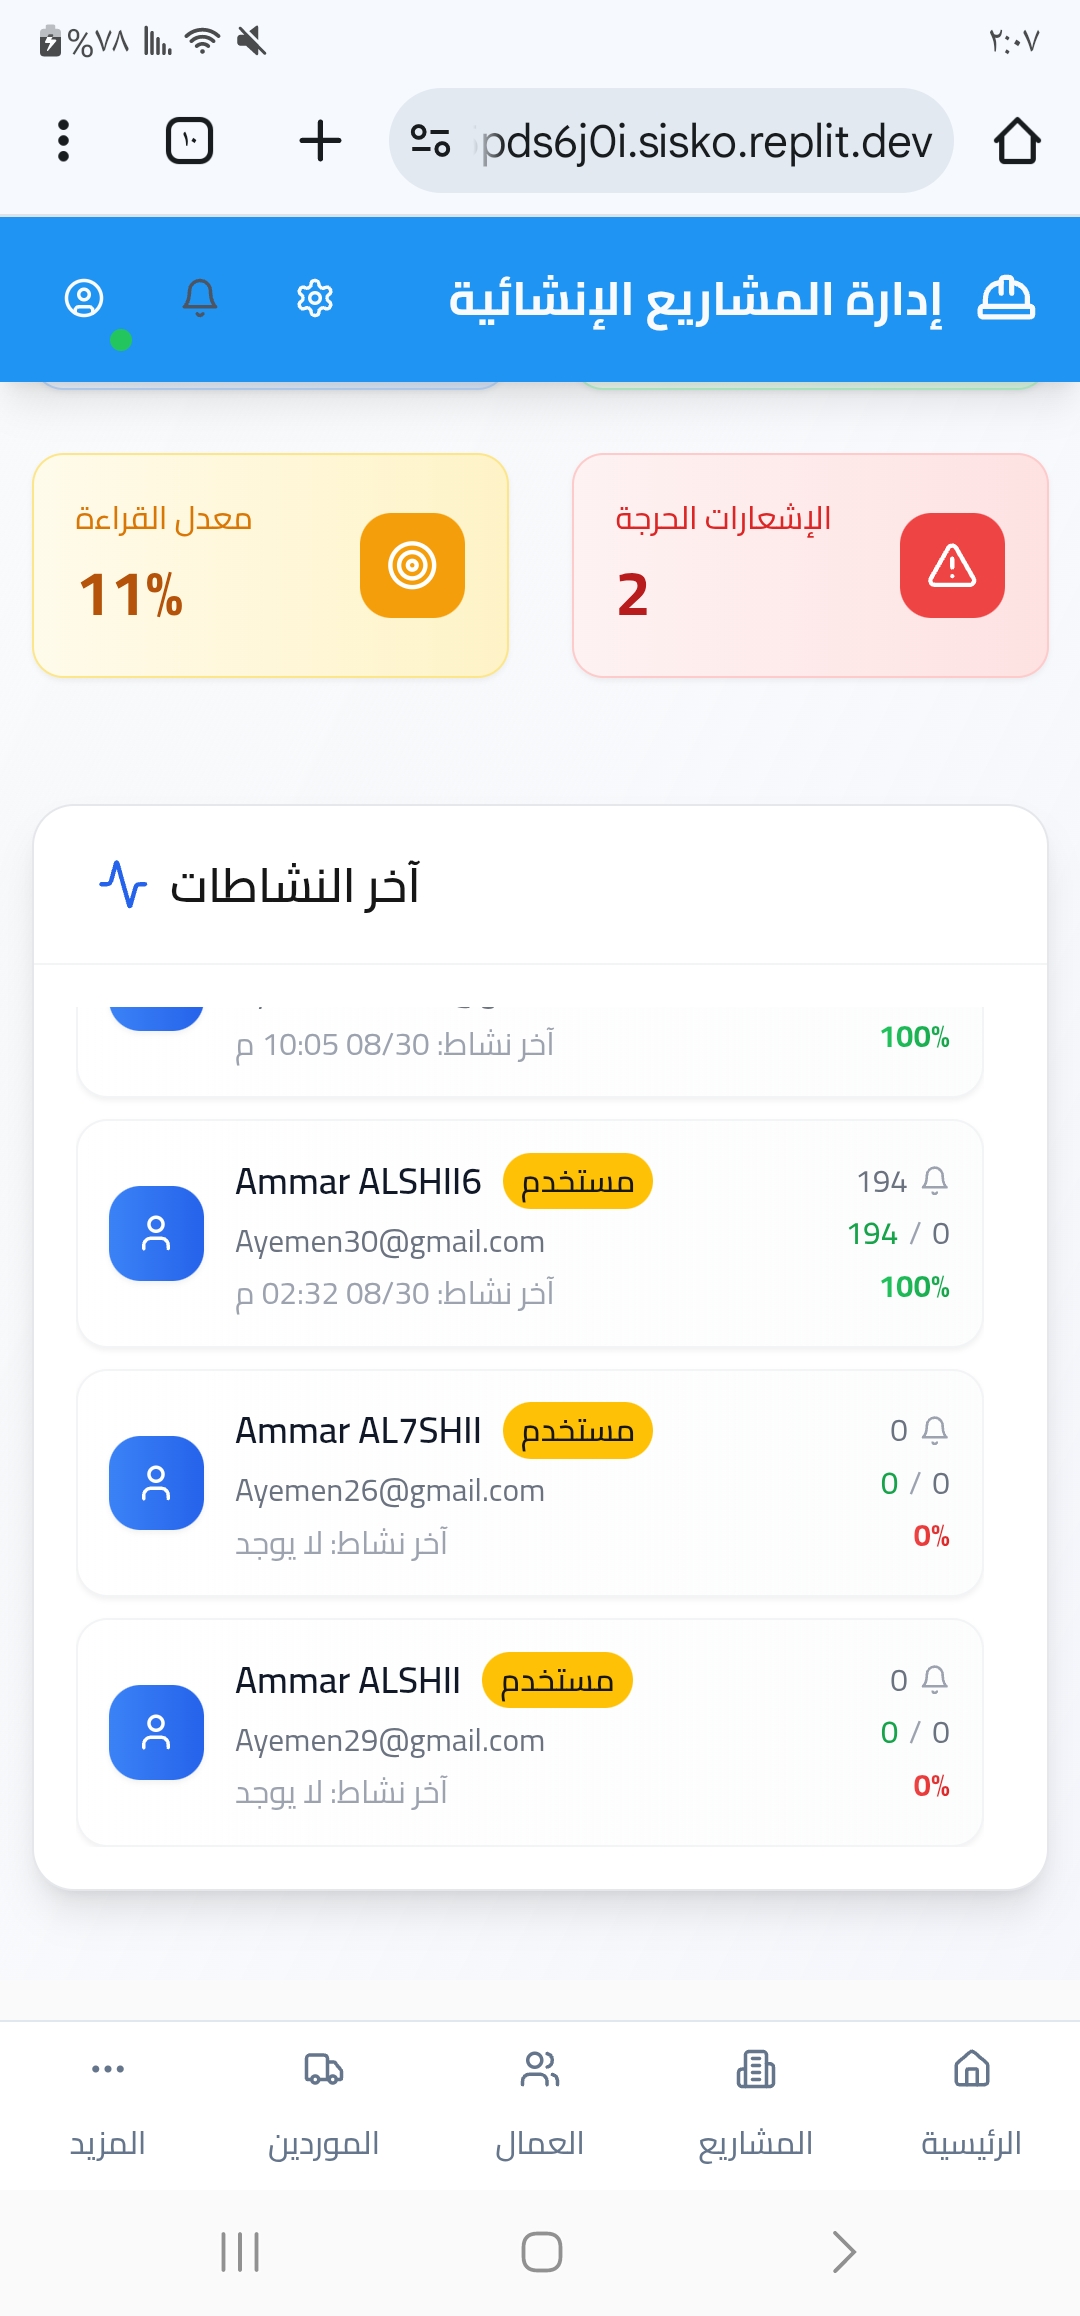 ٢:٠٧
%٧٨
pds6j0i.sisko.replit.dev
١٠
إدارة المشاريع الإنشائية
الإشعارات الحرجة
2
معدل القراءة
11%
آخر النشاطات
آخر نشاط: 08/30 10:05 م
100%
Ammar ALSHII6 مستخدم
194
Ayemen30@gmail.com
194 / 0
آخر نشاط: 08/30 02:32 م
100%
Ammar AL7SHII مستخدم
0
Ayemen26@gmail.com
0 / 0
آخر نشاط: لا يوجد
0%
Ammar ALSHII مستخدم
0
Ayemen29@gmail.com
0 / 0
آخر نشاط: لا يوجد
0%
الرئيسية
المشاريع
العمال
الموردين
المزيد